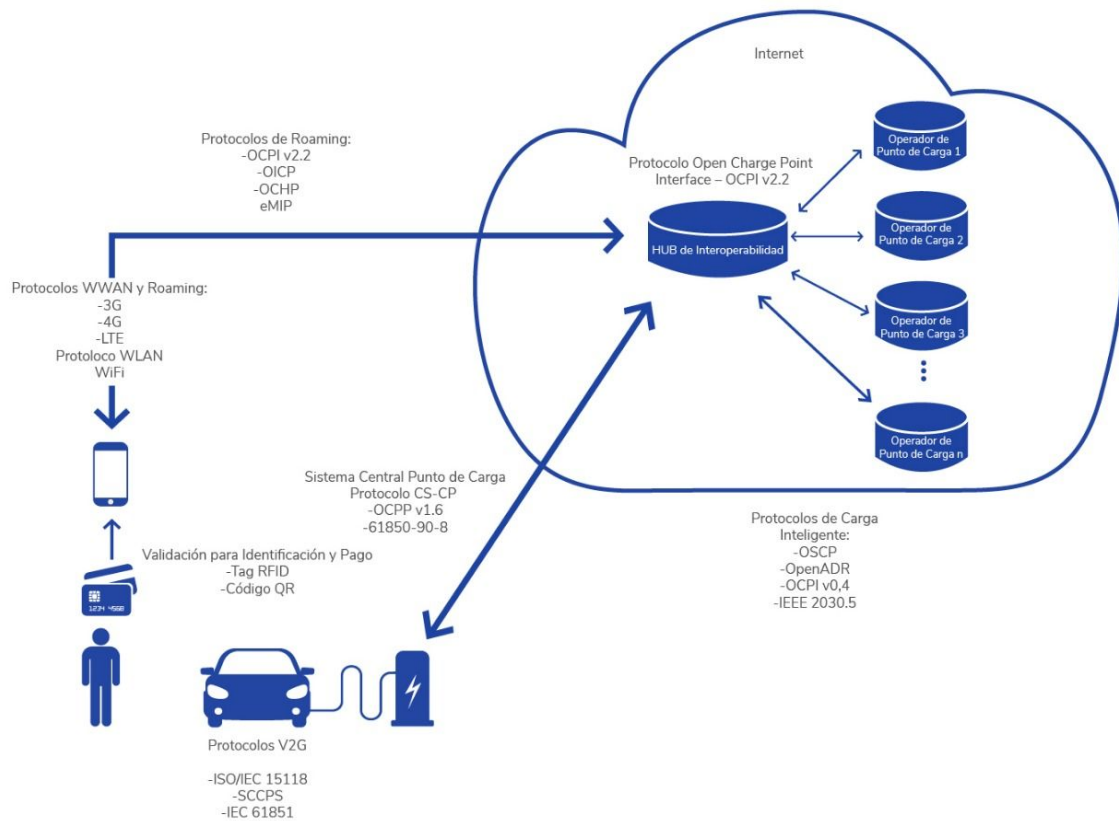 Internet
Protocolos de Roaming:
-OCPI v2.2
-OICP
-OCHP
eMIP
Protocolo Open Charge Point
Interface – OCPI v2.2
HUB de Interoperabilidad
Operador de
Punto de Carga 1
Operador de
Punto de Carga 2
Operador de
Punto de Carga 3
Operador de
Punto de Carga n
Protocolos WWAN y Roaming:
-3G
-4G
-LTE
Protoloco WLAN
WiFi
Sistema Central Punto de Carga
Protocolo CS-CP
-OCPP v1.6
-61850-90-8
Validación para Identificación y Pago
-Tag RFID
-Código QR
1234 4568
Protocolos de Carga
Inteligente:
-OSCP
-OpenADR
-OCPI v0,4
-IEEE 2030.5
Protocolos V2G
-ISO/IEC 15118
-SCCPS
-IEC 61851